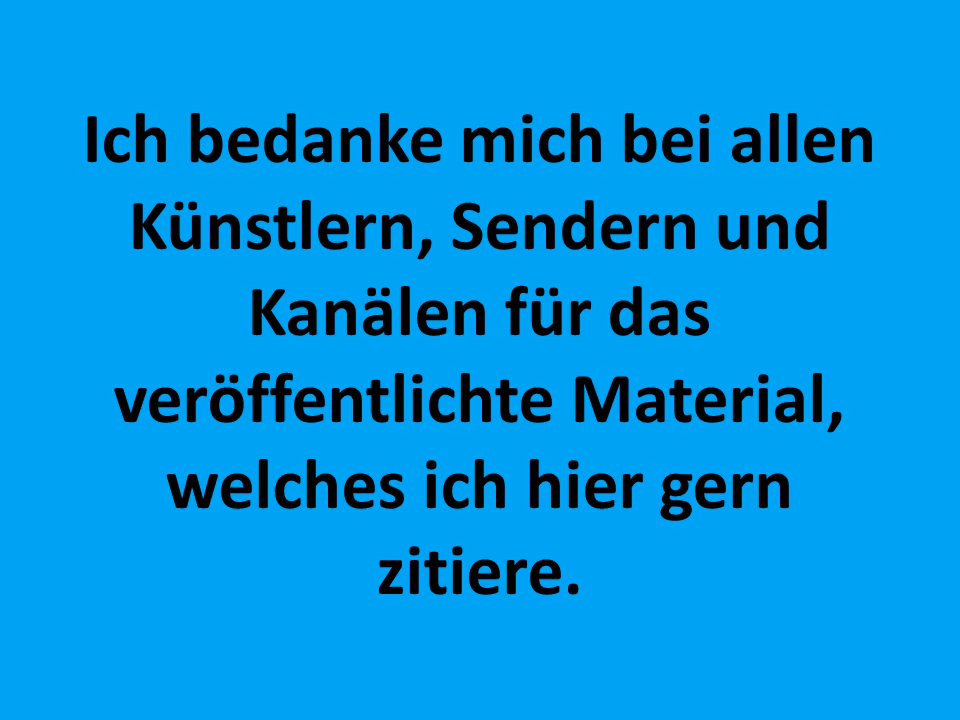 Ich bedanke mich bei allen
Künstlern, Sendern und
Kanälen für das
veröffentlichte Material,
welches ich hier gern
zitiere.